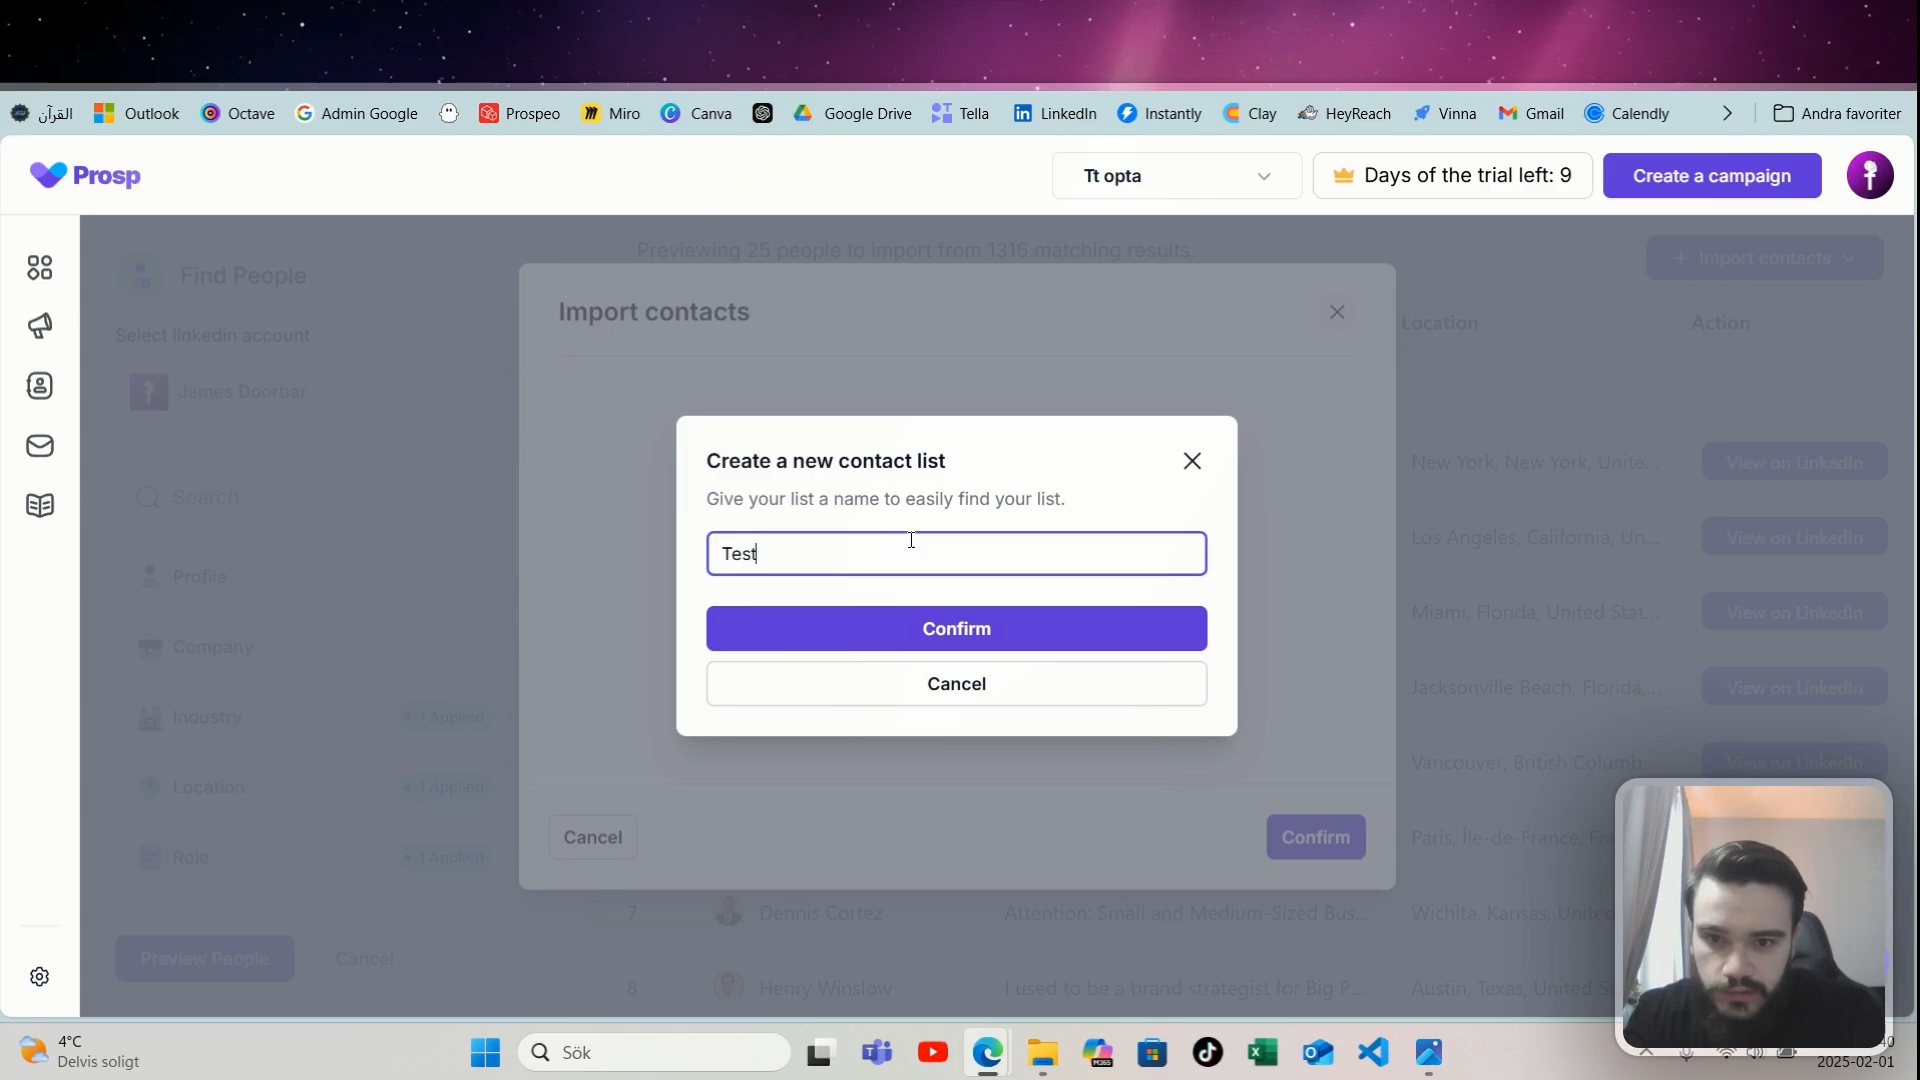 القرآن Outlook Octave Admin Google Prospeo Miro Canva Google Drive Tella LinkedIn Instantly Clay HeyReach Vinna Gmail Calendly Andra favoriter
Prosp Tt opta Days of the trial left: 9 Create a campaign
Previewing 25 people to import from 1316 matching results.
Find People
+ Import contacts
Import contacts
Select linkedin account
Location Action
James Doorbar
Create a new contact list
New York, New York, Unite... View on LinkedIn
Search
Give your list a name to easily find your list.
Los Angeles, California, Un... View on LinkedIn
Test
Profile
Miami, Florida, United Stat... View on LinkedIn
Confirm
Company
Cancel
Jacksonville Beach, Florida,... View on LinkedIn
Industry 1 Applied
Vancouver, British Columb... View on LinkedIn
Location 1 Applied
Cancel Confirm
Paris, Île-de-France, Fra
Role 1 Applied
7 Dennis Cortez Attention: Small and Medium-Sized Bus... Wichita, Kansas, United
Preview People Cancel
8 Henry Winslow I used to be a brand strategist for Big P... Austin, Texas, United S
4°C
Delvis soligt
Sök
40
2025-02-01